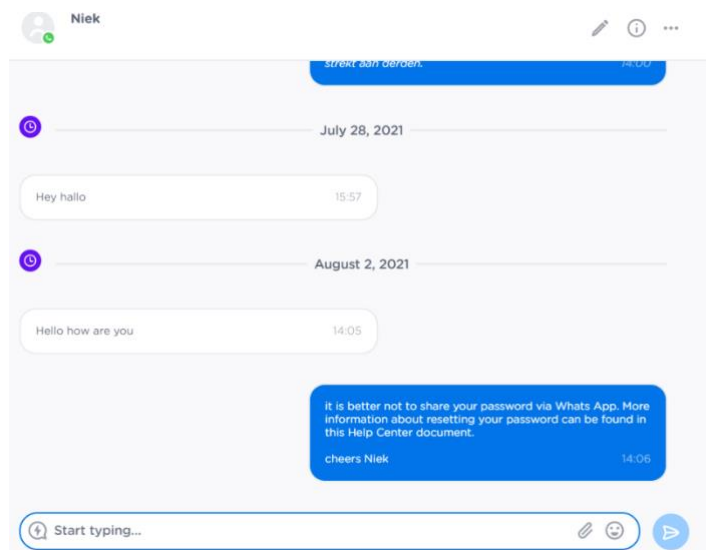 Niek
strekt aan derden. 14:00
July 28, 2021
Hey hallo 15:57
August 2, 2021
Hello how are you 14:05
it is better not to share your password via Whats App. More
information about resetting your password can be found in
this Help Center document.
cheers Niek 14:06
Start typing...